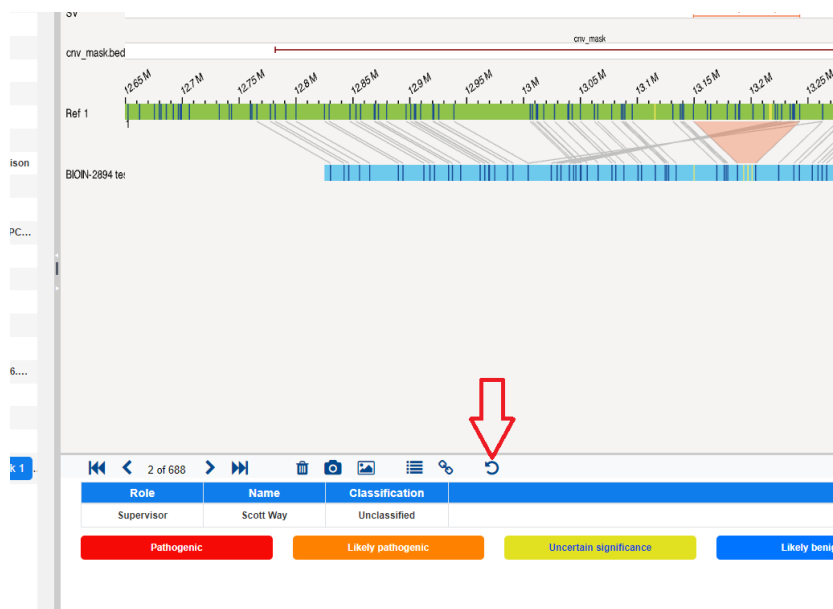 SV
cnv_mask
cnv_mask.bed
12.65 M 12.7 M 12.75 M 12.8 M 12.85 M 12.9 M 12.95 M 13 M 13.05 M 13.1 M 13.15 M 13.2 M 13.25 M
Ref 1
ison
BIOIN-2894 te
PC...
6....
k 1
2 of 688
Role Name Classification
Supervisor Scott Way Unclassified
Pathogenic Likely pathogenic Uncertain significance Likely beni